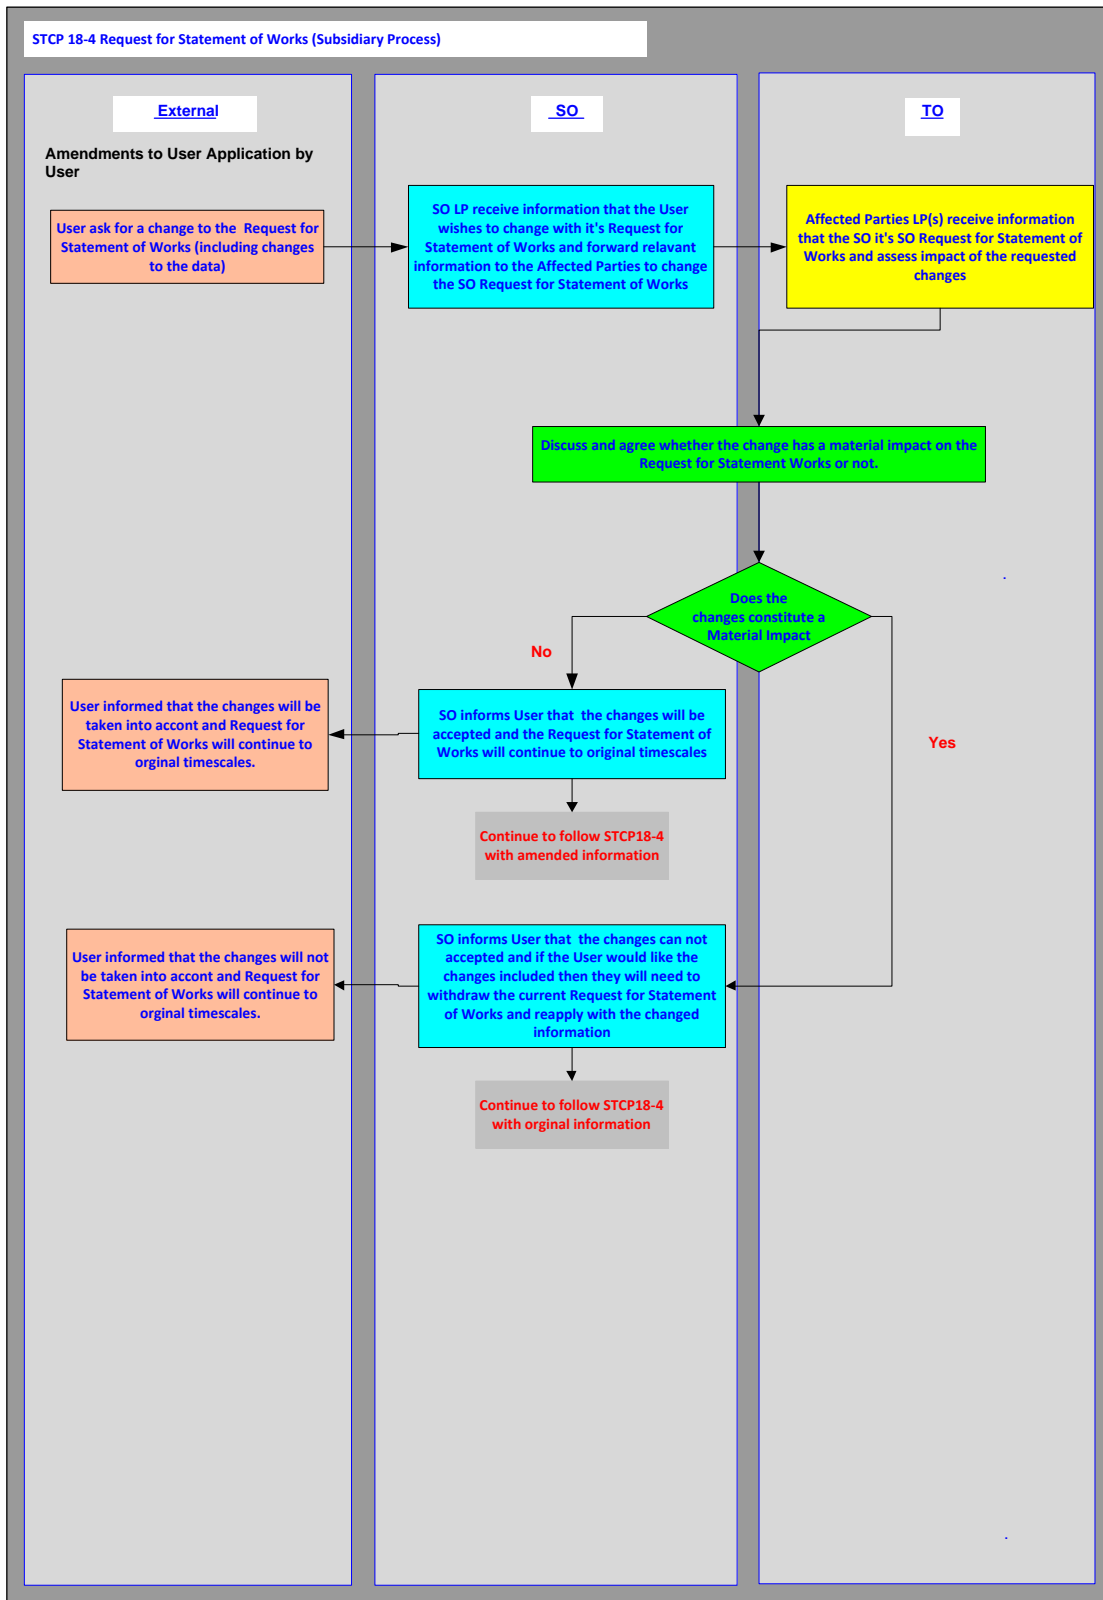 STCP 18-4 Request for Statement of Works (Subsidiary Process)
External
SO
TO
Amendments to User Application by
User
User ask for a change to the Request for
Statement of Works (including changes
to the data)
SO LP receive information that the User
wishes to change with it's Request for
Statement of Works and forward relavant
information to the Affected Parties to change
the SO Request for Statement of Works
Affected Parties LP(s) receive information
that the SO it's SO Request for Statement of
Works and assess impact of the requested
changes
Discuss and agree whether the change has a material impact on the
Request for Statement Works or not.
Does the
changes constitute a
Material Impact
No
Yes
User informed that the changes will be
taken into accont and Request for
Statement of Works will continue to
orginal timescales.
SO informs User that the changes will be
accepted and the Request for Statement of
Works will continue to original timescales
Continue to follow STCP18-4
with amended information
User informed that the changes will not
be taken into accont and Request for
Statement of Works will continue to
orginal timescales.
SO informs User that the changes can not
accepted and if the User would like the
changes included then they will need to
withdraw the current Request for Statement
of Works and reapply with the changed
information
Continue to follow STCP18-4
with orginal information